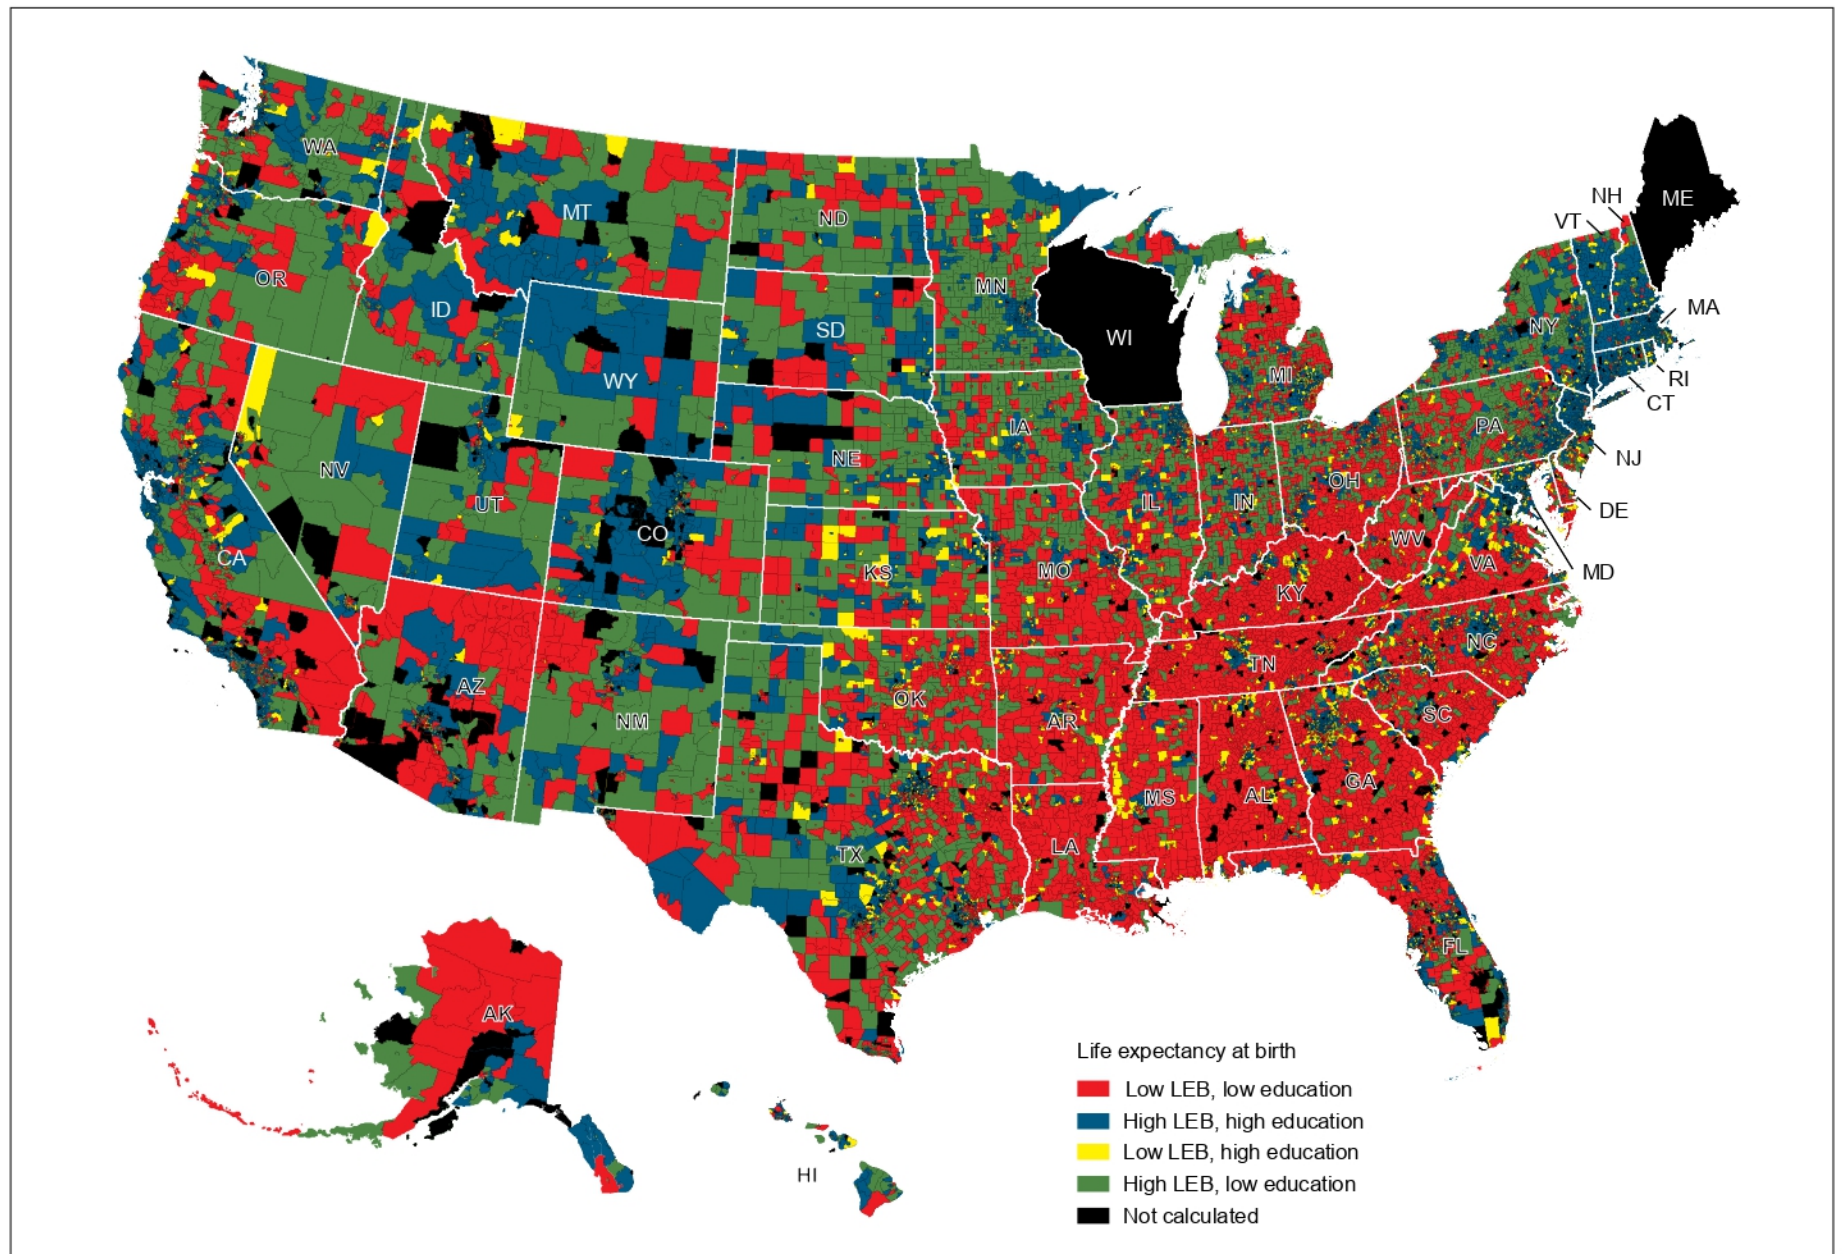 WA
MT
ND
MN
NH
VT
ME
OR
ID
SD
WI
NY
MA
WY
MI
RI
CT
IA
PA
NJ
NV
UT
NE
CO
IL
IN
OH
DE
CA
KS
MO
WV
VA
MD
KY
NC
AZ
NM
OK
TN
AR
SC
MS
AL
GA
TX
LA
FL
AK
HI
Life expectancy at birth
Low LEB, low education
High LEB, high education
Low LEB, high education
High LEB, low education
Not calculated